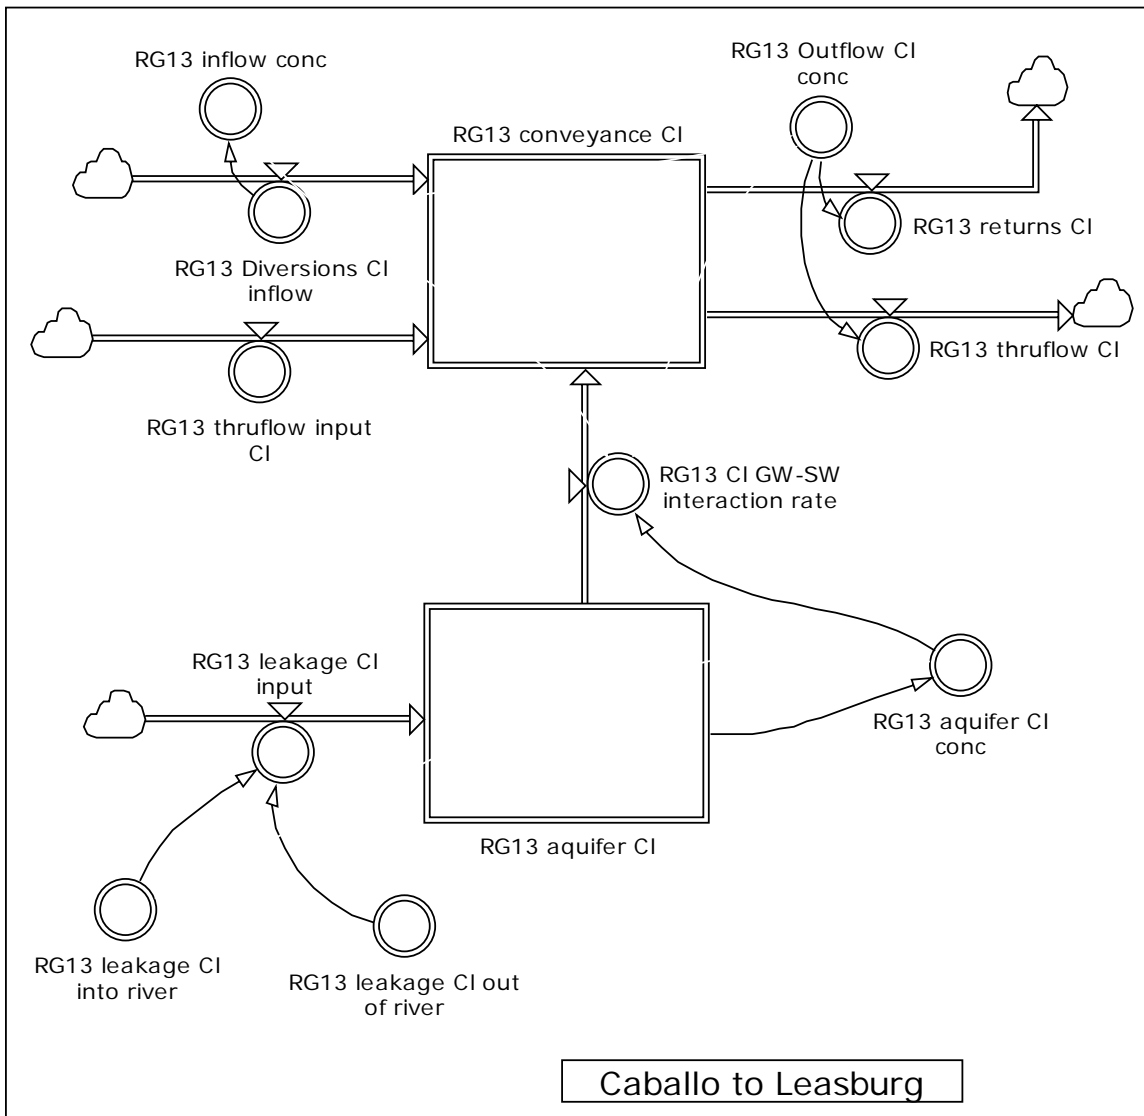 RG13 inflow conc
RG13 Outflow Cl
conc
RG13 conveyance Cl
RG13 returns Cl
RG13 Diversions Cl
inflow
RG13 thruflow Cl
RG13 thruflow input
Cl
RG13 Cl GW-SW
interaction rate
RG13 leakage Cl
input
RG13 aquifer Cl
conc
RG13 aquifer Cl
RG13 leakage Cl
into river
RG13 leakage Cl out
of river
Caballo to Leasburg